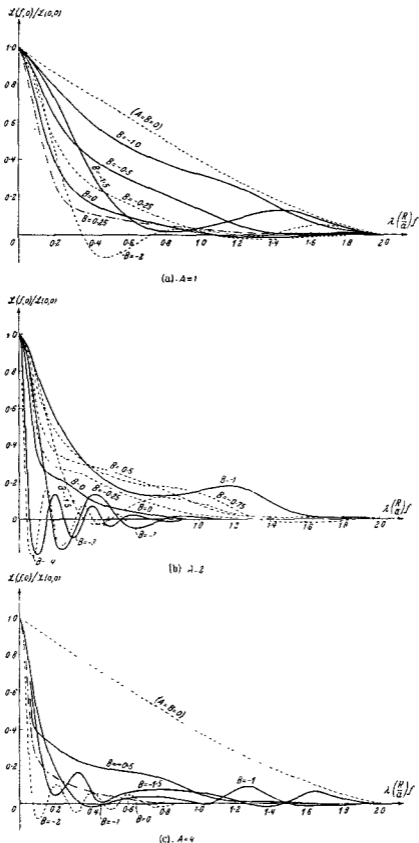 𝓛(f,0)/𝓛(0,0)
1·0
0·8
0·6
0·4
0·2
0
(A=B=0)
B=-1·0
B=-0·5
B=-1·5
B=-0·25
B=0
B=0·25
B=-2
0·2 0·4 0·6 0·8 1·0 1·2 1·4 1·6 1·8 2·0
λ(R/a)f
(a). A=1
𝓛(f,0)/𝓛(0,0)
0·8
0·6
0·4
0·2
0
B=0.5
B=-1
B=-0.25
B=0
B=0
B=-3
1·0 1·2 1·4 1·6 1·8 2·0
λ(R/a)f
𝓛(f,0)/𝓛(0,0)
1·0
0·8
0·6
0·4
0·2
0
(A=B=0)
B=-0·5
B=-1·5
B=-1
B=-2
B=-1
B=0
0·2 0·4 0·6 0·8 1·0 1·2 1·4 1·6 1·8 2·0
(c). A=4